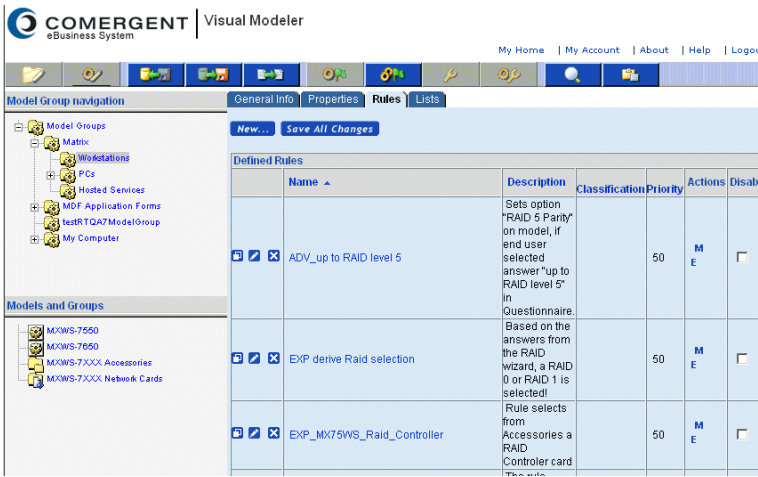 COMERGENT
eBusiness System
Visual Modeler
My Home | My Account | About | Help | Logou
Model Group navigation
General Info Properties Rules Lists
Model Groups
Matrix
Workstations
PCs
Hosted Services
MDF Application Forms
testRTQA7ModelGroup
My Computer
Models and Groups
MXWS-7550
MXWS-7650
MXWS-7XXX Accessories
MXWS-7XXX Network Cards
New... Save All Changes
Defined Rules
Name Description Classification Priority Actions Disab
ADV_up to RAID level 5
Sets option
"RAID 5 Parity"
on model, if
end user
selected
answer "up to
RAID level 5"
in
Questionnaire.
50
M
E
EXP derive Raid selection
Based on the
answers from
the RAID
wizard, a RAID
0 or RAID 1 is
selected!
50
M
E
EXP_MX75WS_Raid_Controller
Rule selects
from
Accessories a
RAID
Controler card
50
M
E
The rule